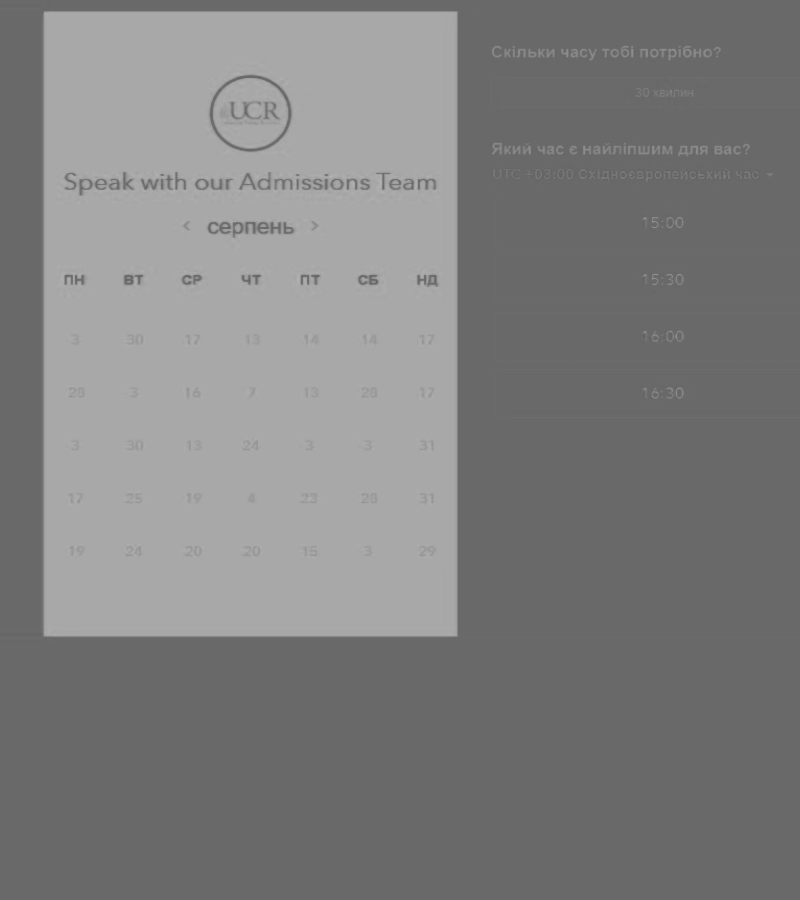 UCR
Speak with our Admissions Team
< серпень >
ПН ВТ СР ЧТ ПТ СБ НД
3 30 17 13 14 14 17
28 3 16 7 13 28 17
3 30 13 24 3 3 31
17 25 19 4 23 28 31
19 24 20 20 15 3 29
Скільки часу тобі потрібно?
30 хвилин
Який час є найліпшим для вас?
UTC +03:00 Східноєвропейський час
15:00
15:30
16:00
16:30